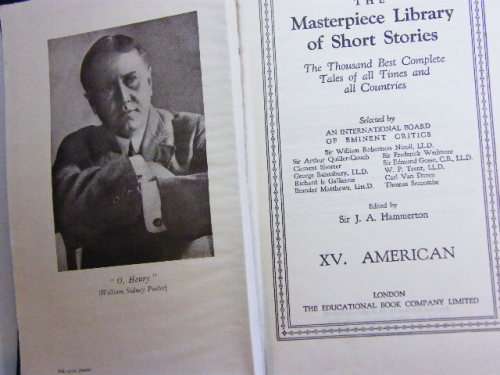 " O. Henry "
[William Sidney Porter]
THE
Masterpiece Library
of Short Stories
The Thousand Best Complete
Tales of all Times and
all Countries
Selected by
AN INTERNATIONAL BOARD
OF EMINENT CRITICS
Sir William Robertson Nicoll, LL.D.
Sir Arthur Quiller-Couch Sir Frederick Wedmore
Clement Shorter Sir Edmund Gosse, C.B., LL.D.
George Saintsbury, LL.D. W. P. Trent, LL.D.
Richard le Gallienne Carl Van Doren
Brander Matthews, Litt.D. Thomas Seccombe
Edited by
Sir J. A. Hammerton
XV. AMERICAN
LONDON
THE EDUCATIONAL BOOK COMPANY LIMITED